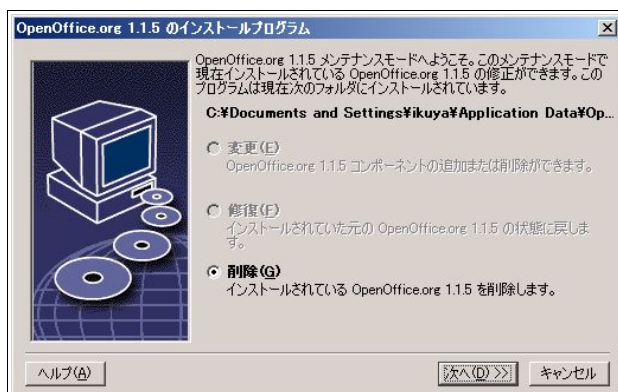 OpenOffice.org 1.1.5 のインストールプログラム
OpenOffice.org 1.1.5 メンテナンスモードへようこそ。このメンテナンスモードで
現在インストールされている OpenOffice.org 1.1.5 の修正ができます。この
プログラムは現在次のフォルダにインストールされています。
C:¥Documents and Settings¥ikuya¥Application Data¥Op...
変更(E)
OpenOffice.org 1.1.5 コンポーネントの追加または削除ができます。
修復(F)
インストールされていた元の OpenOffice.org 1.1.5 の状態に戻しま
す。
削除(G)
インストールされている OpenOffice.org 1.1.5 を削除します。
ヘルプ(A)
次へ(D) >>
キャンセル